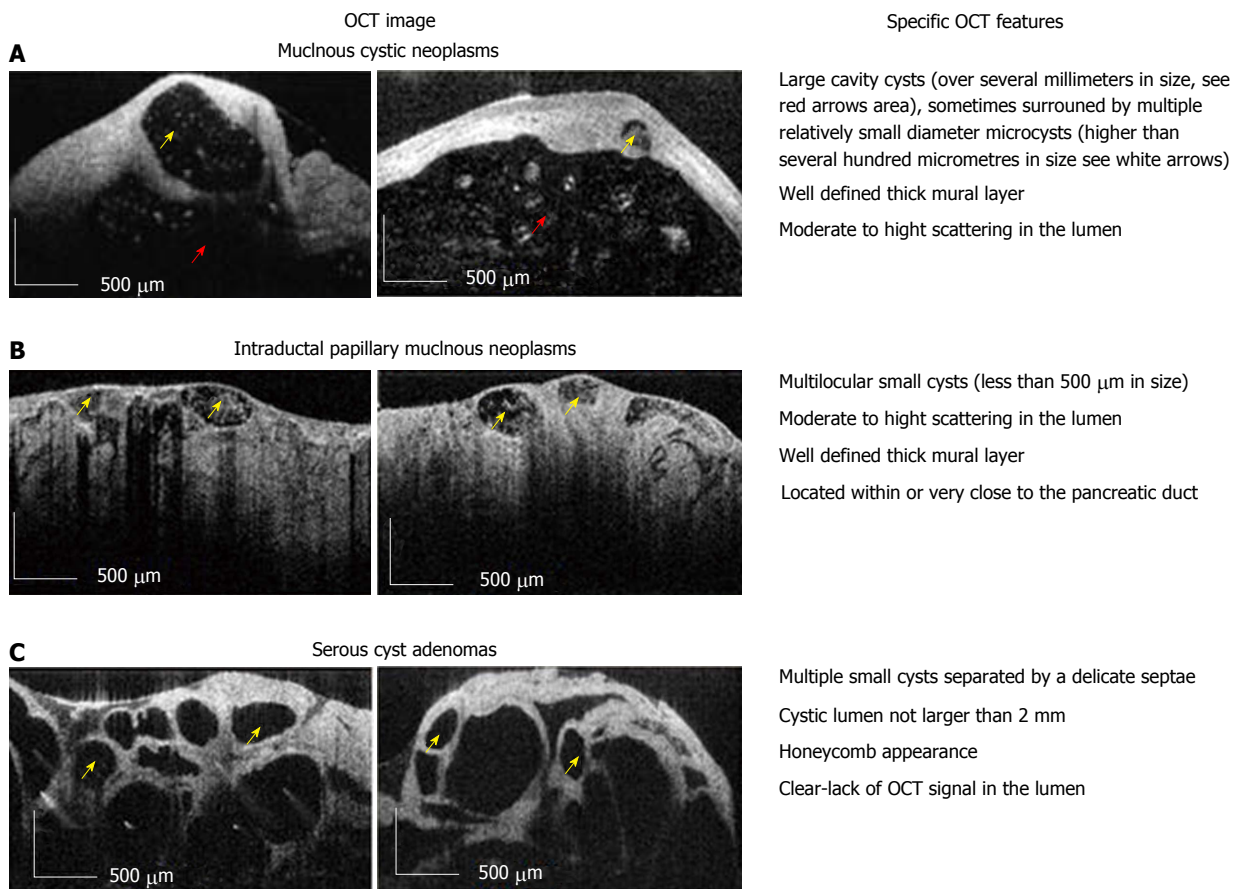 OCT image
Specific OCT features
A
Muclnous cystic neoplasms
500 μm
500 μm
Large cavity cysts (over several millimeters in size, see
red arrows area), sometimes surrouned by multiple
relatively small diameter microcysts (higher than
several hundred micrometres in size see white arrows)
Well defined thick mural layer
Moderate to hight scattering in the lumen
B
Intraductal papillary muclnous neoplasms
500 μm
500 μm
Multilocular small cysts (less than 500 μm in size)
Moderate to hight scattering in the lumen
Well defined thick mural layer
Located within or very close to the pancreatic duct
C
Serous cyst adenomas
500 μm
500 μm
Multiple small cysts separated by a delicate septae
Cystic lumen not larger than 2 mm
Honeycomb appearance
Clear-lack of OCT signal in the lumen